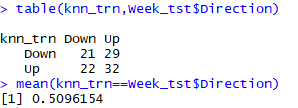 > table(knn_trn,Week_tst$Direction)
knn_trn Down Up
Down 21 29
Up 22 32
> mean(knn_trn==Week_tst$Direction)
[1] 0.5096154